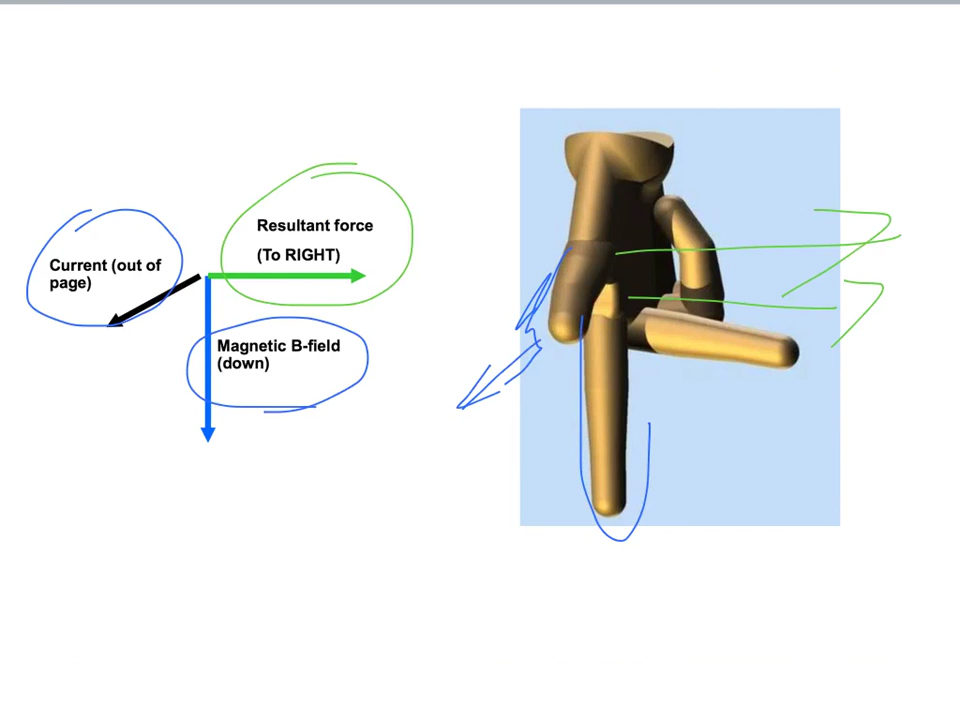 Resultant force
(To RIGHT)
Current (out of
page)
Magnetic B-field
(down)